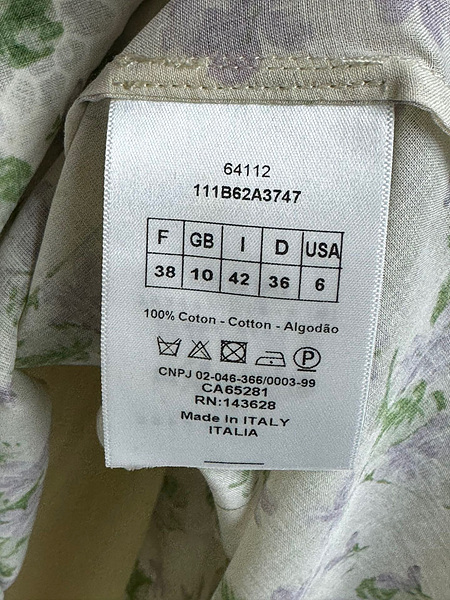 64112
111B62A3747
F GB I D USA
38 10 42 36 6
100% Coton - Cotton - Algodão
P
CNPJ 02-046-366/0003-99
CA65281
RN:143628
Made In ITALY
ITALIA